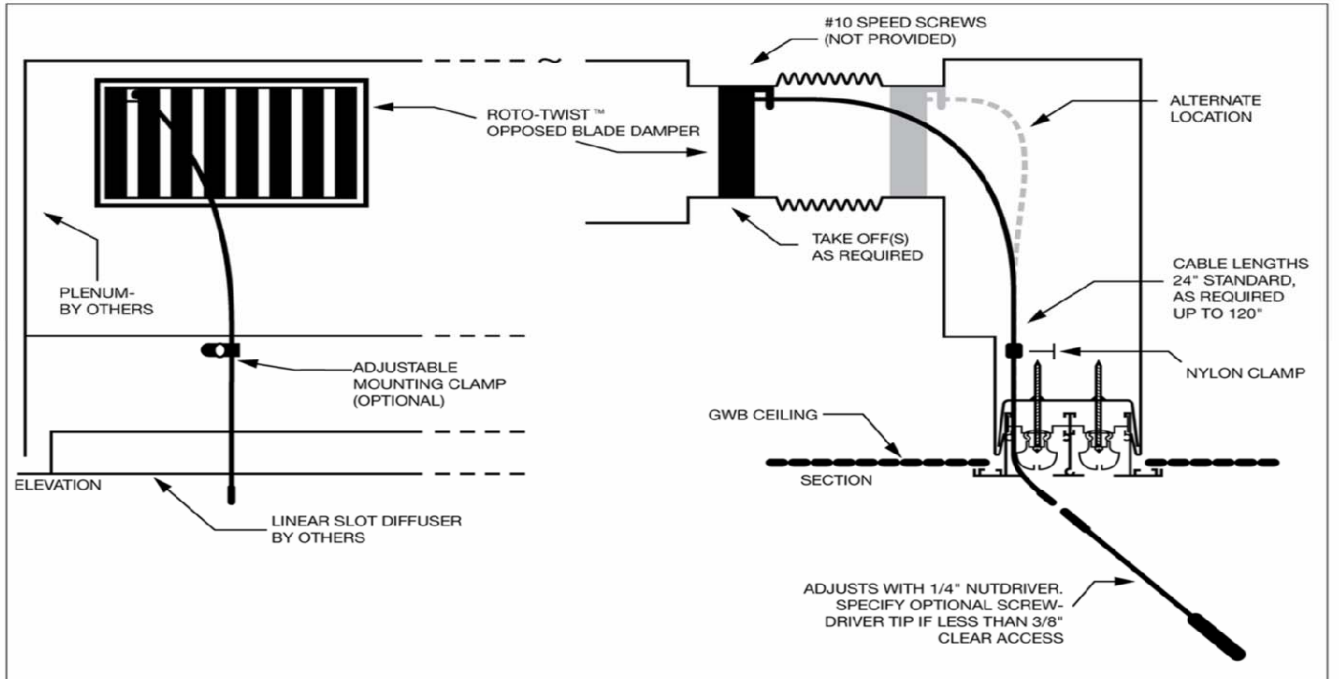 #10 SPEED SCREWS
(NOT PROVIDED)
ROTO-TWIST™
OPPOSED BLADE DAMPER
ALTERNATE
LOCATION
TAKE OFF(S)
AS REQUIRED
PLENUM-
BY OTHERS
CABLE LENGTHS
24" STANDARD,
AS REQUIRED
UP TO 120"
ADJUSTABLE
MOUNTING CLAMP
(OPTIONAL)
NYLON CLAMP
GWB CEILING
SECTION
ELEVATION
LINEAR SLOT DIFFUSER
BY OTHERS
ADJUSTS WITH 1/4" NUTDRIVER.
SPECIFY OPTIONAL SCREW-
DRIVER TIP IF LESS THAN 3/8"
CLEAR ACCESS